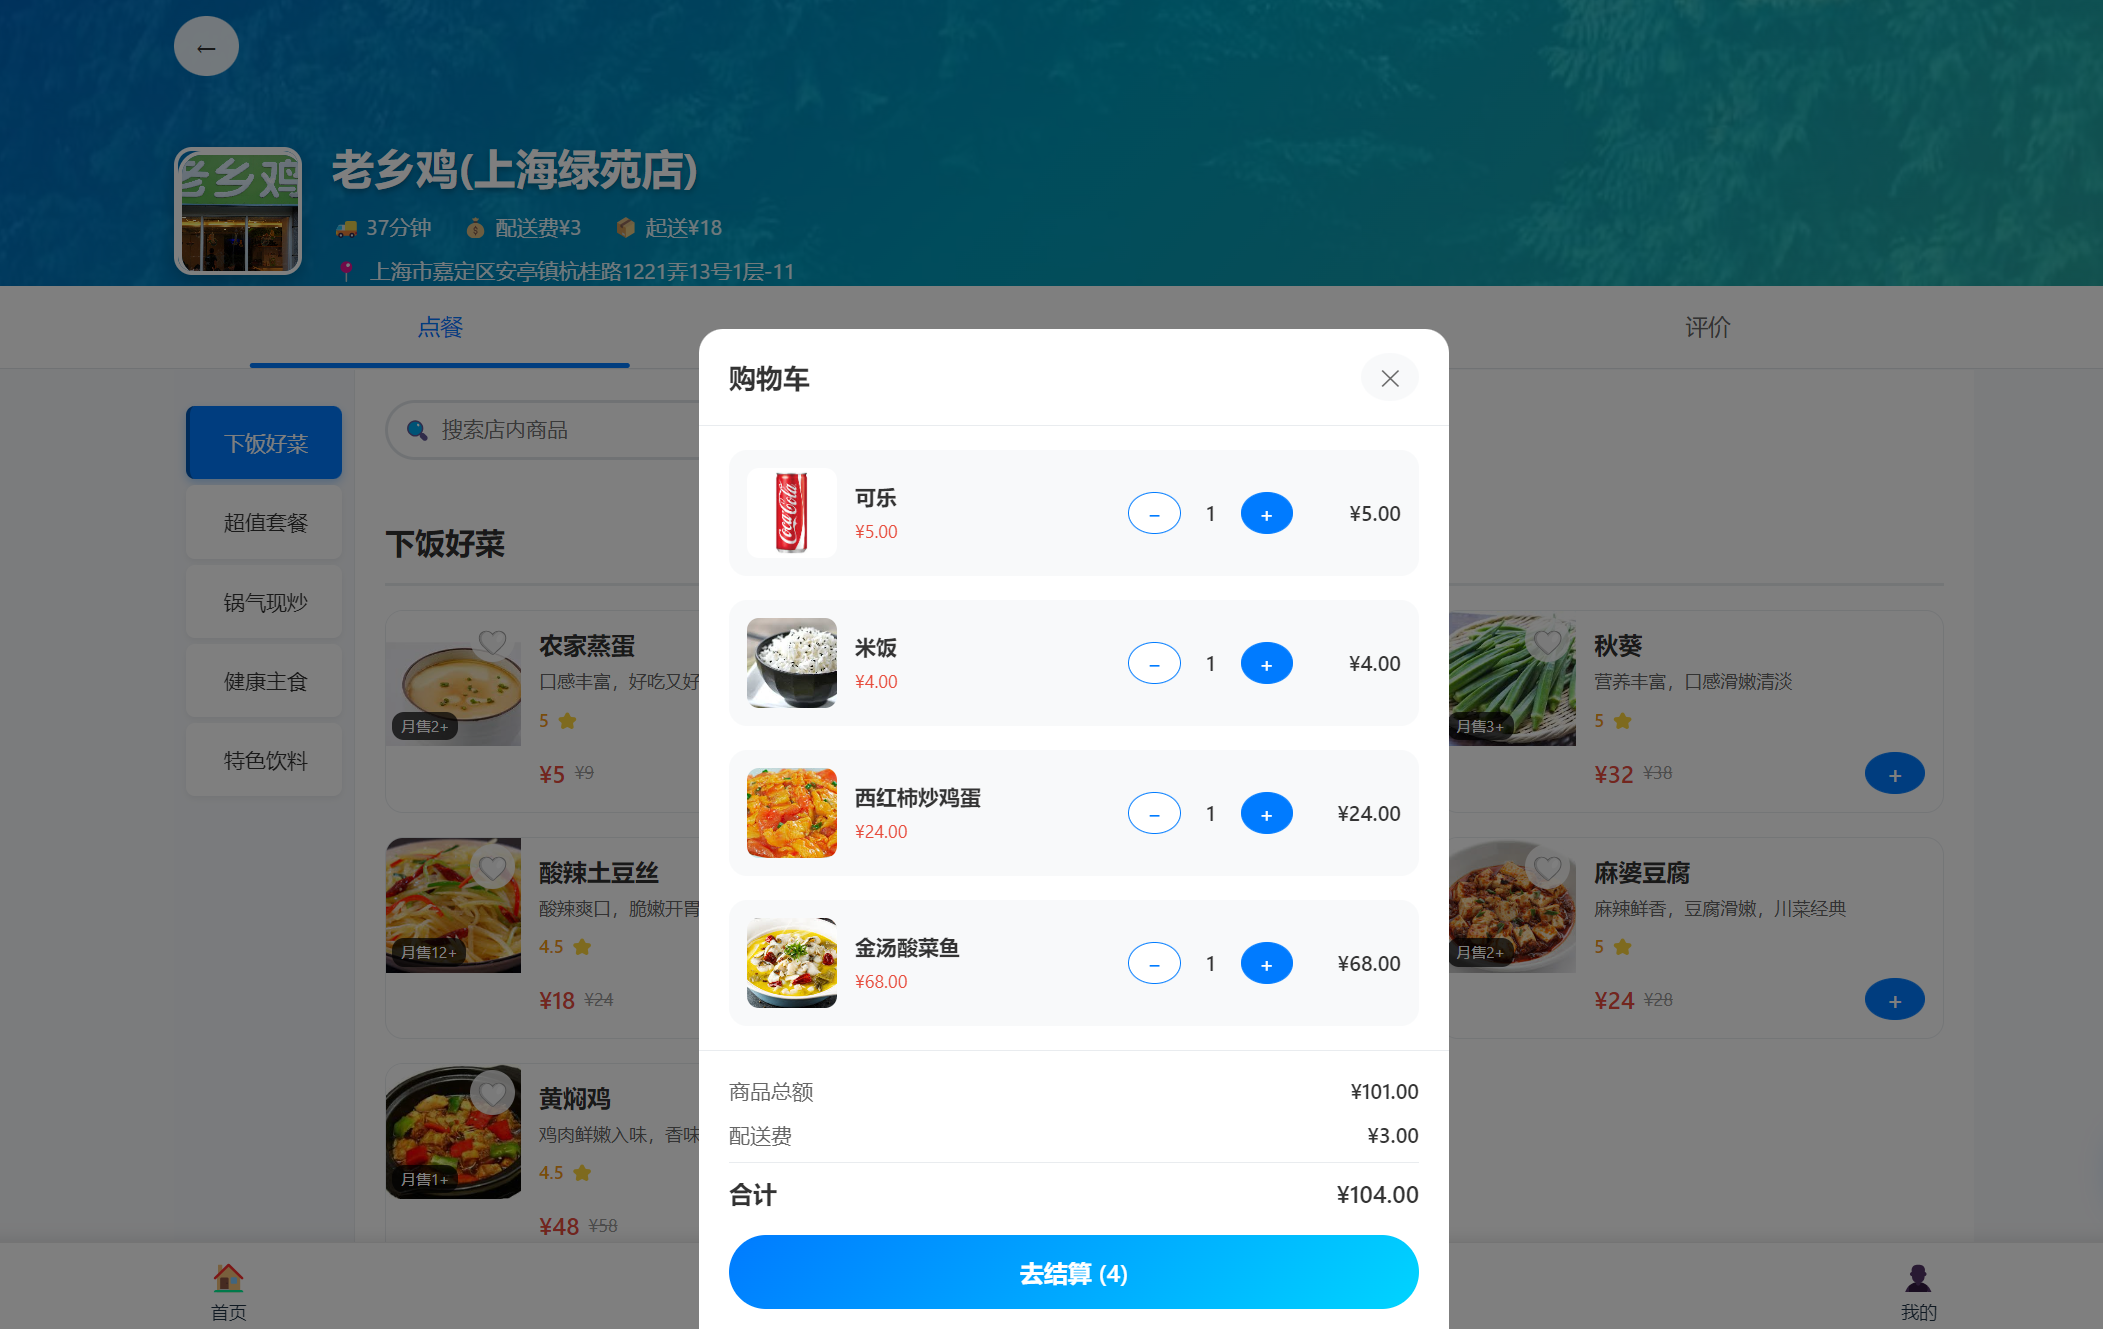 ←
老乡鸡
老乡鸡(上海绿苑店)
37分钟 配送费¥3 起送¥18
上海市嘉定区安亭镇杭桂路1221弄13号1层-11
点餐
评价
下饭好菜
超值套餐
锅气现炒
健康主食
特色饮料
搜索店内商品
下饭好菜
农家蒸蛋
口感丰富，好吃又好
5
月售2+
¥5 ¥9
酸辣土豆丝
酸辣爽口，脆嫩开胃
4.5
月售12+
¥18 ¥24
黄焖鸡
鸡肉鲜嫩入味，香味
4.5
月售1+
¥48 ¥58
秋葵
营养丰富，口感滑嫩清淡
5
月售3+
¥32 ¥38
+
麻婆豆腐
麻辣鲜香，豆腐滑嫩，川菜经典
5
月售2+
¥24 ¥28
+
购物车
Coca-Cola
可乐
¥5.00
− 1 + ¥5.00
米饭
¥4.00
− 1 + ¥4.00
西红柿炒鸡蛋
¥24.00
− 1 + ¥24.00
金汤酸菜鱼
¥68.00
− 1 + ¥68.00
商品总额 ¥101.00
配送费 ¥3.00
合计 ¥104.00
去结算 (4)
首页
我的